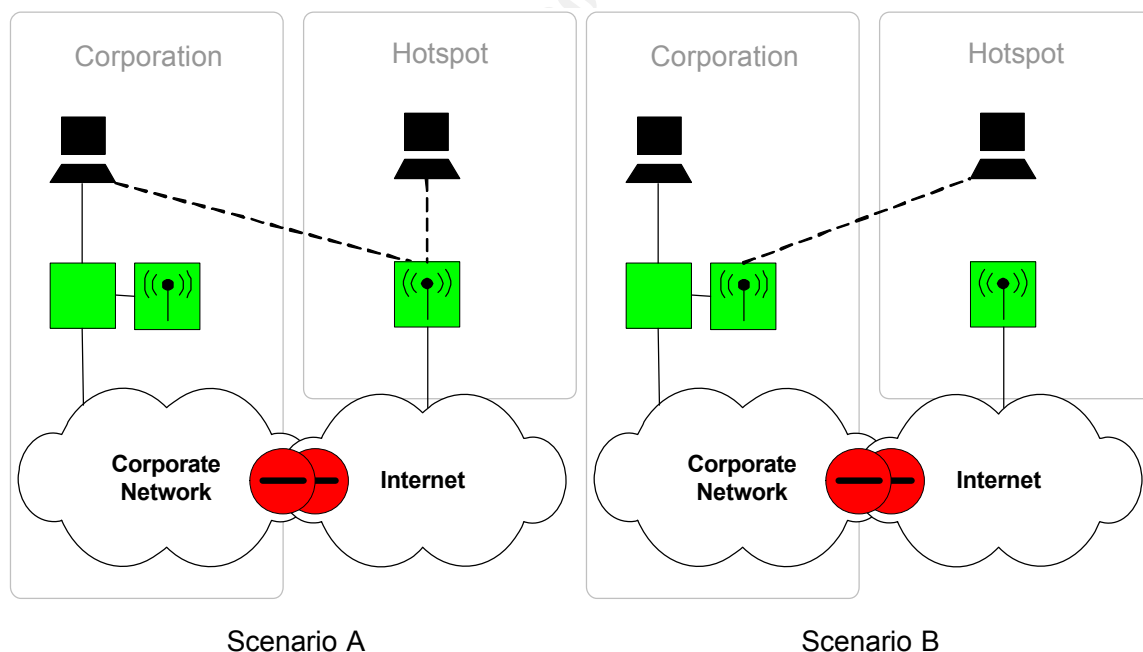 Corporation
Hotspot
Corporation
Hotspot
Corporate
Network
Internet
Corporate
Network
Internet
Scenario A
Scenario B